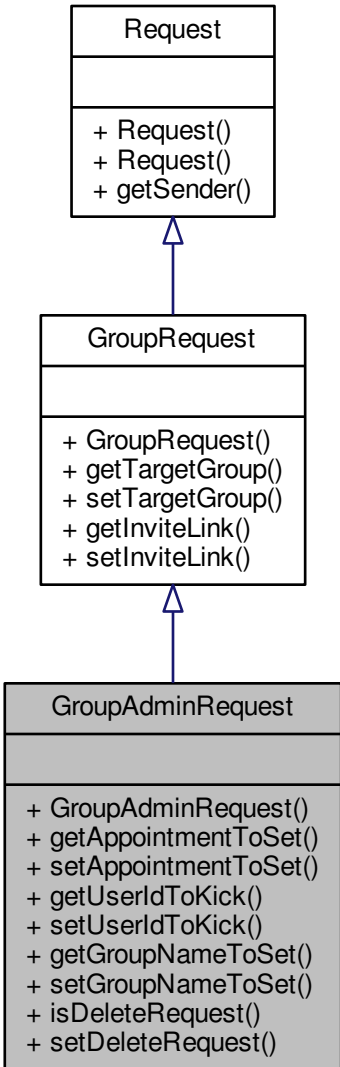 Request
+ Request()
+ Request()
+ getSender()
GroupRequest
+ GroupRequest()
+ getTargetGroup()
+ setTargetGroup()
+ getInviteLink()
+ setInviteLink()
GroupAdminRequest
+ GroupAdminRequest()
+ getAppointmentToSet()
+ setAppointmentToSet()
+ getUserIdToKick()
+ setUserIdToKick()
+ getGroupNameToSet()
+ setGroupNameToSet()
+ isDeleteRequest()
+ setDeleteRequest()